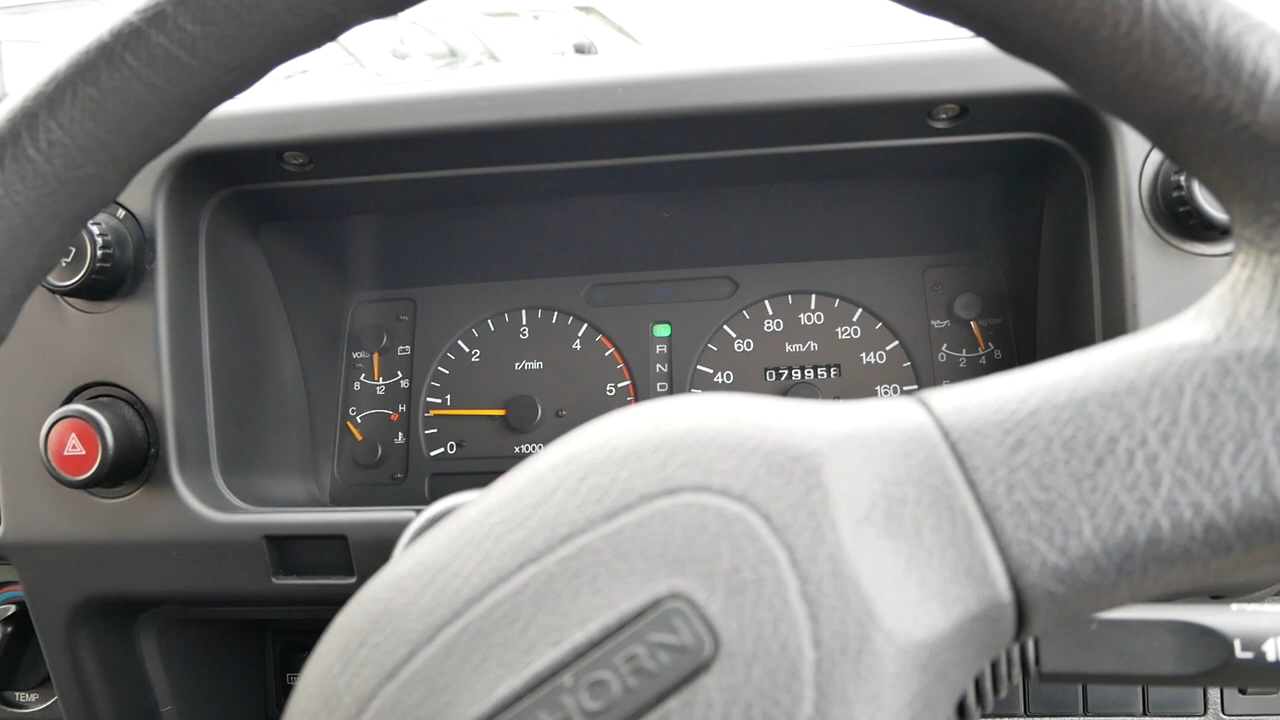 volts
8 12 16
C H
0 1 2 3 4 5
r/min
x1000
R
N
D
40 60 80 100 120 140 160
km/h
079958
0 2 4 8
HORN
TEMP
L